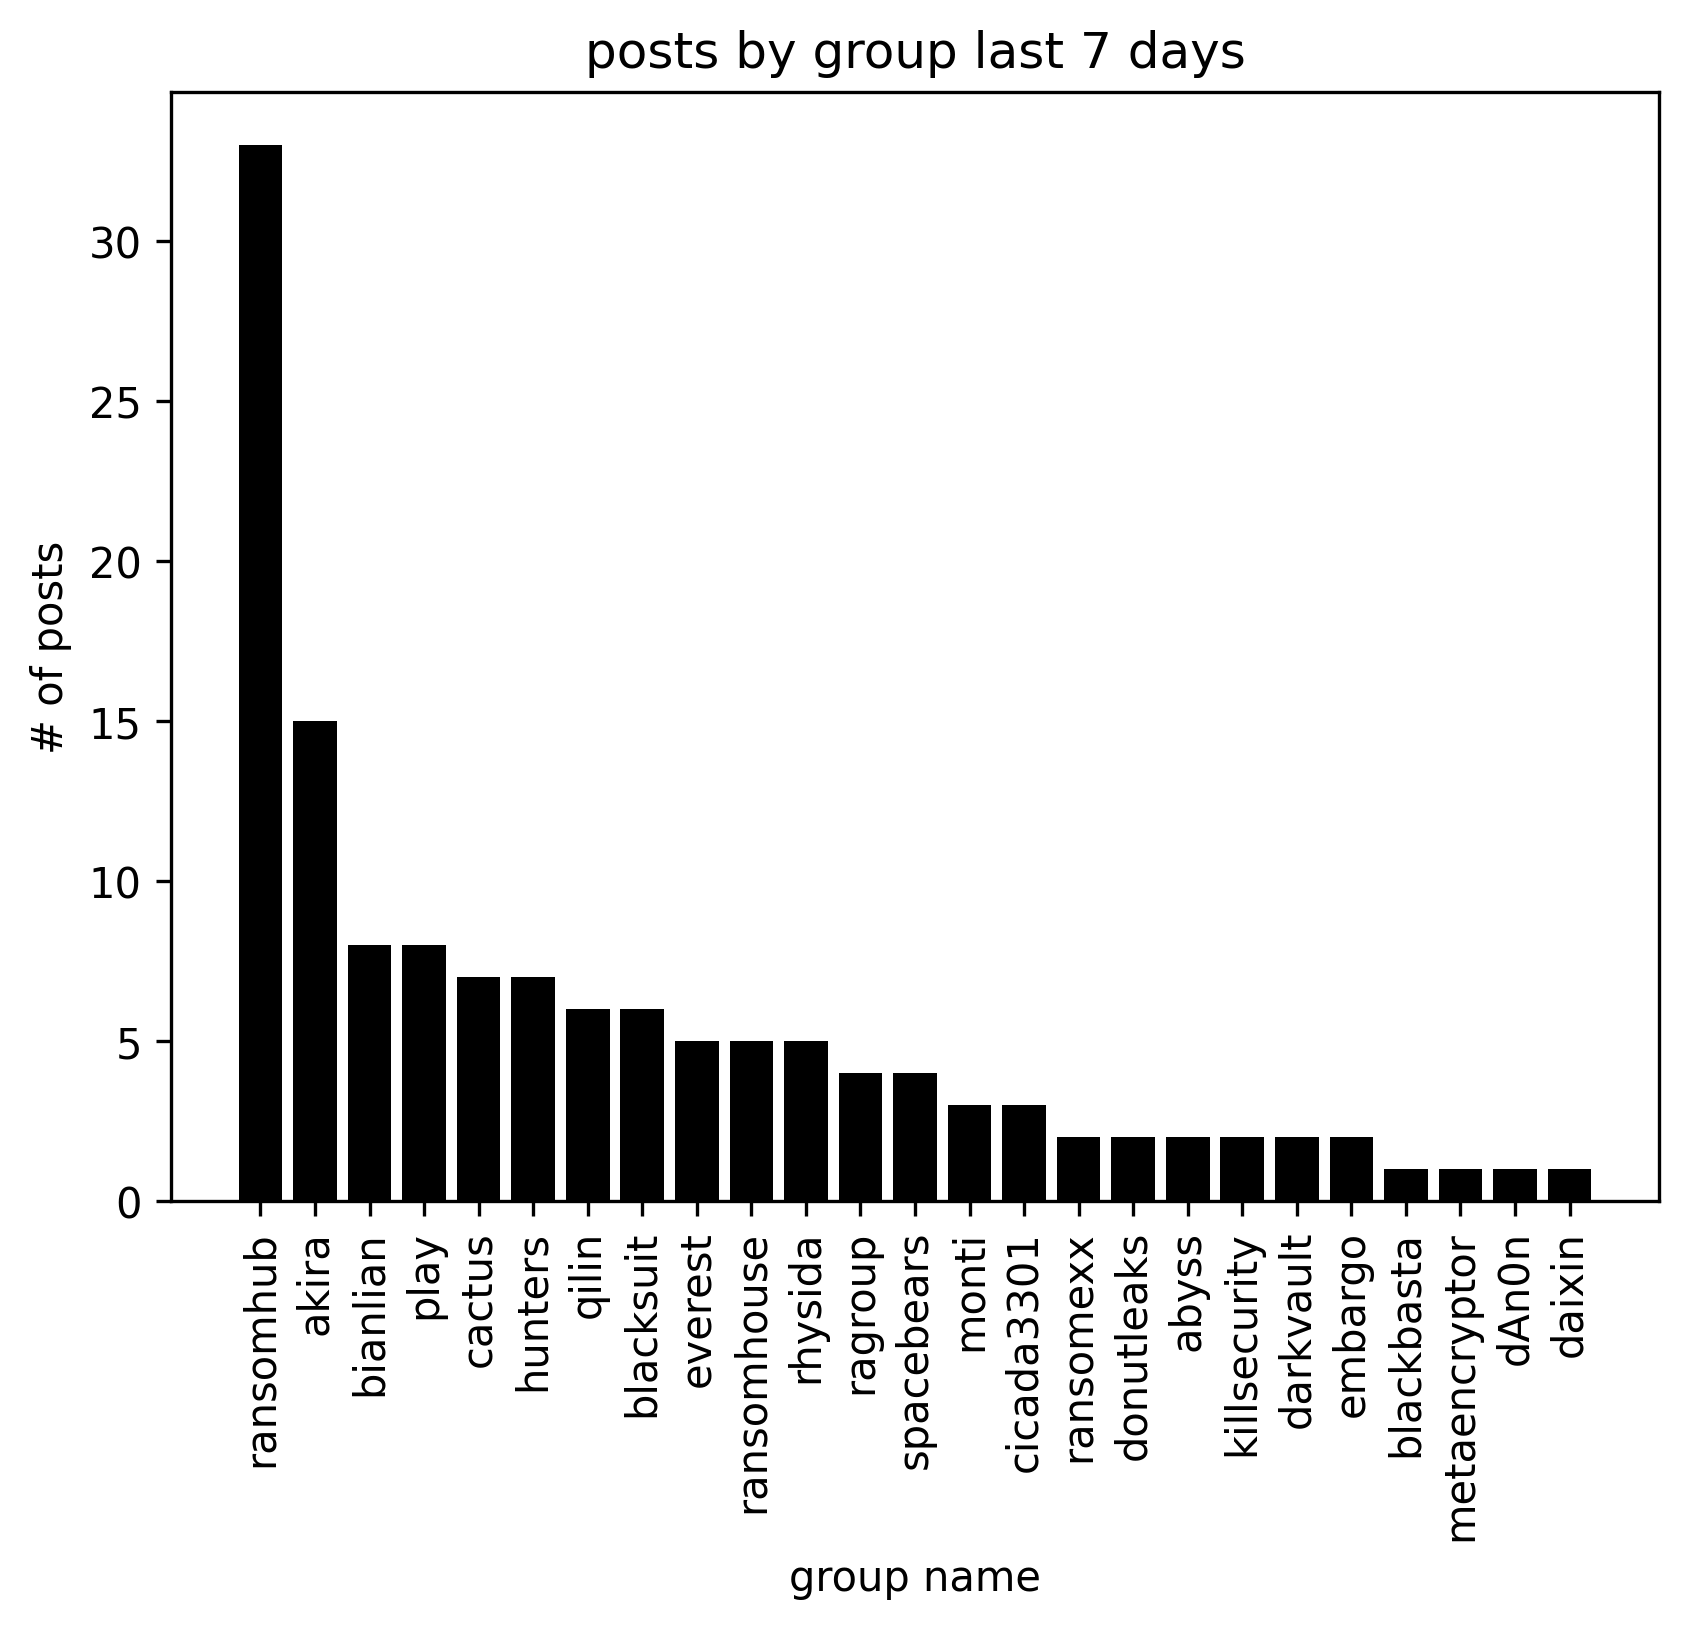 posts by group last 7 days
# of posts
30
25
20
15
10
5
0
ransomhub
akira
bianlian
play
cactus
hunters
qilin
blacksuit
everest
ransomhouse
rhysida
ragroup
spacebears
monti
cicada3301
ransomexx
donutleaks
abyss
killsecurity
darkvault
embargo
blackbasta
metaencryptor
dAn0n
daixin
group name